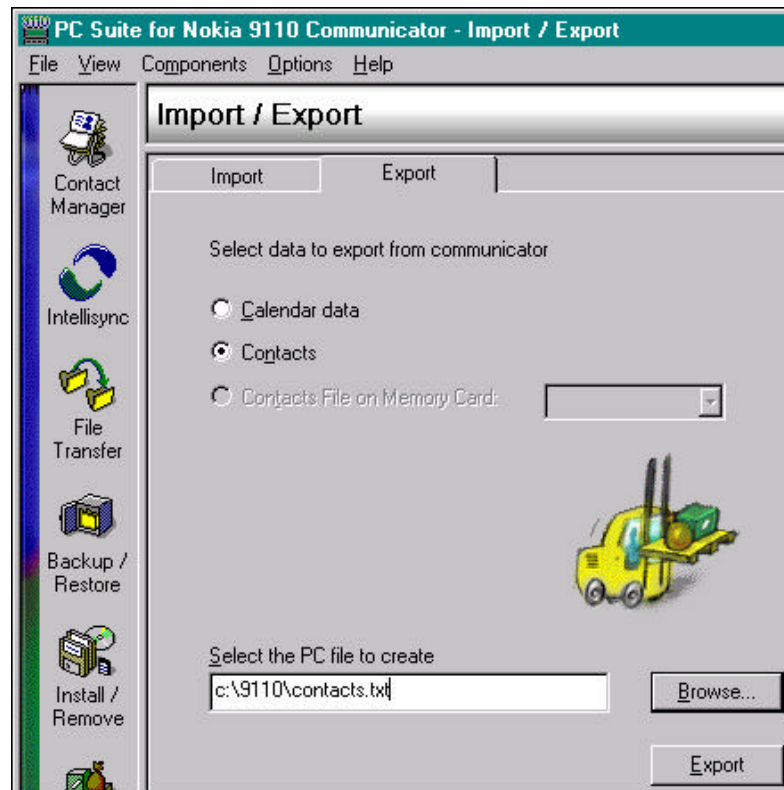 PC Suite for Nokia 9110 Communicator - Import / Export
File View Components Options Help
Import / Export
Contact
Manager
Intellisync
File
Transfer
Backup /
Restore
Install /
Remove
Import Export
Select data to export from communicator
Calendar data
Contacts
Contacts File on Memory Card:
Select the PC file to create
c:\9110\contacts.txt
Browse...
Export